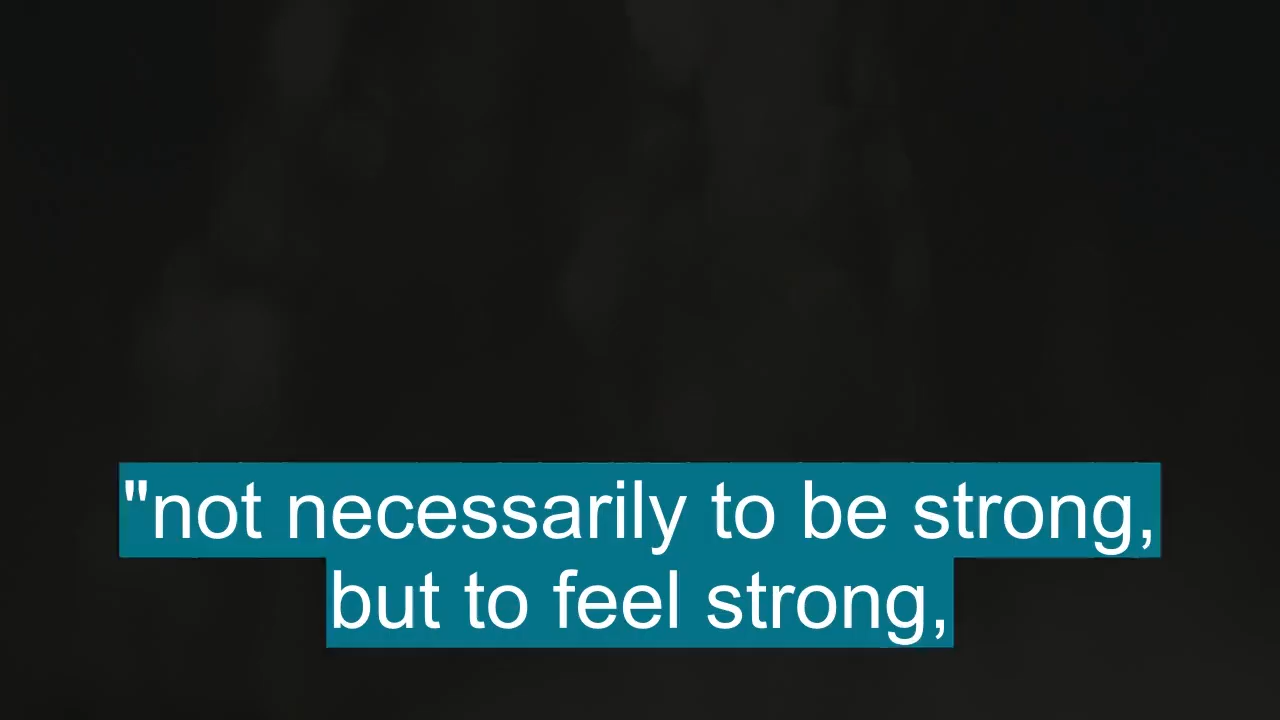 "not necessarily to be strong,
but to feel strong,